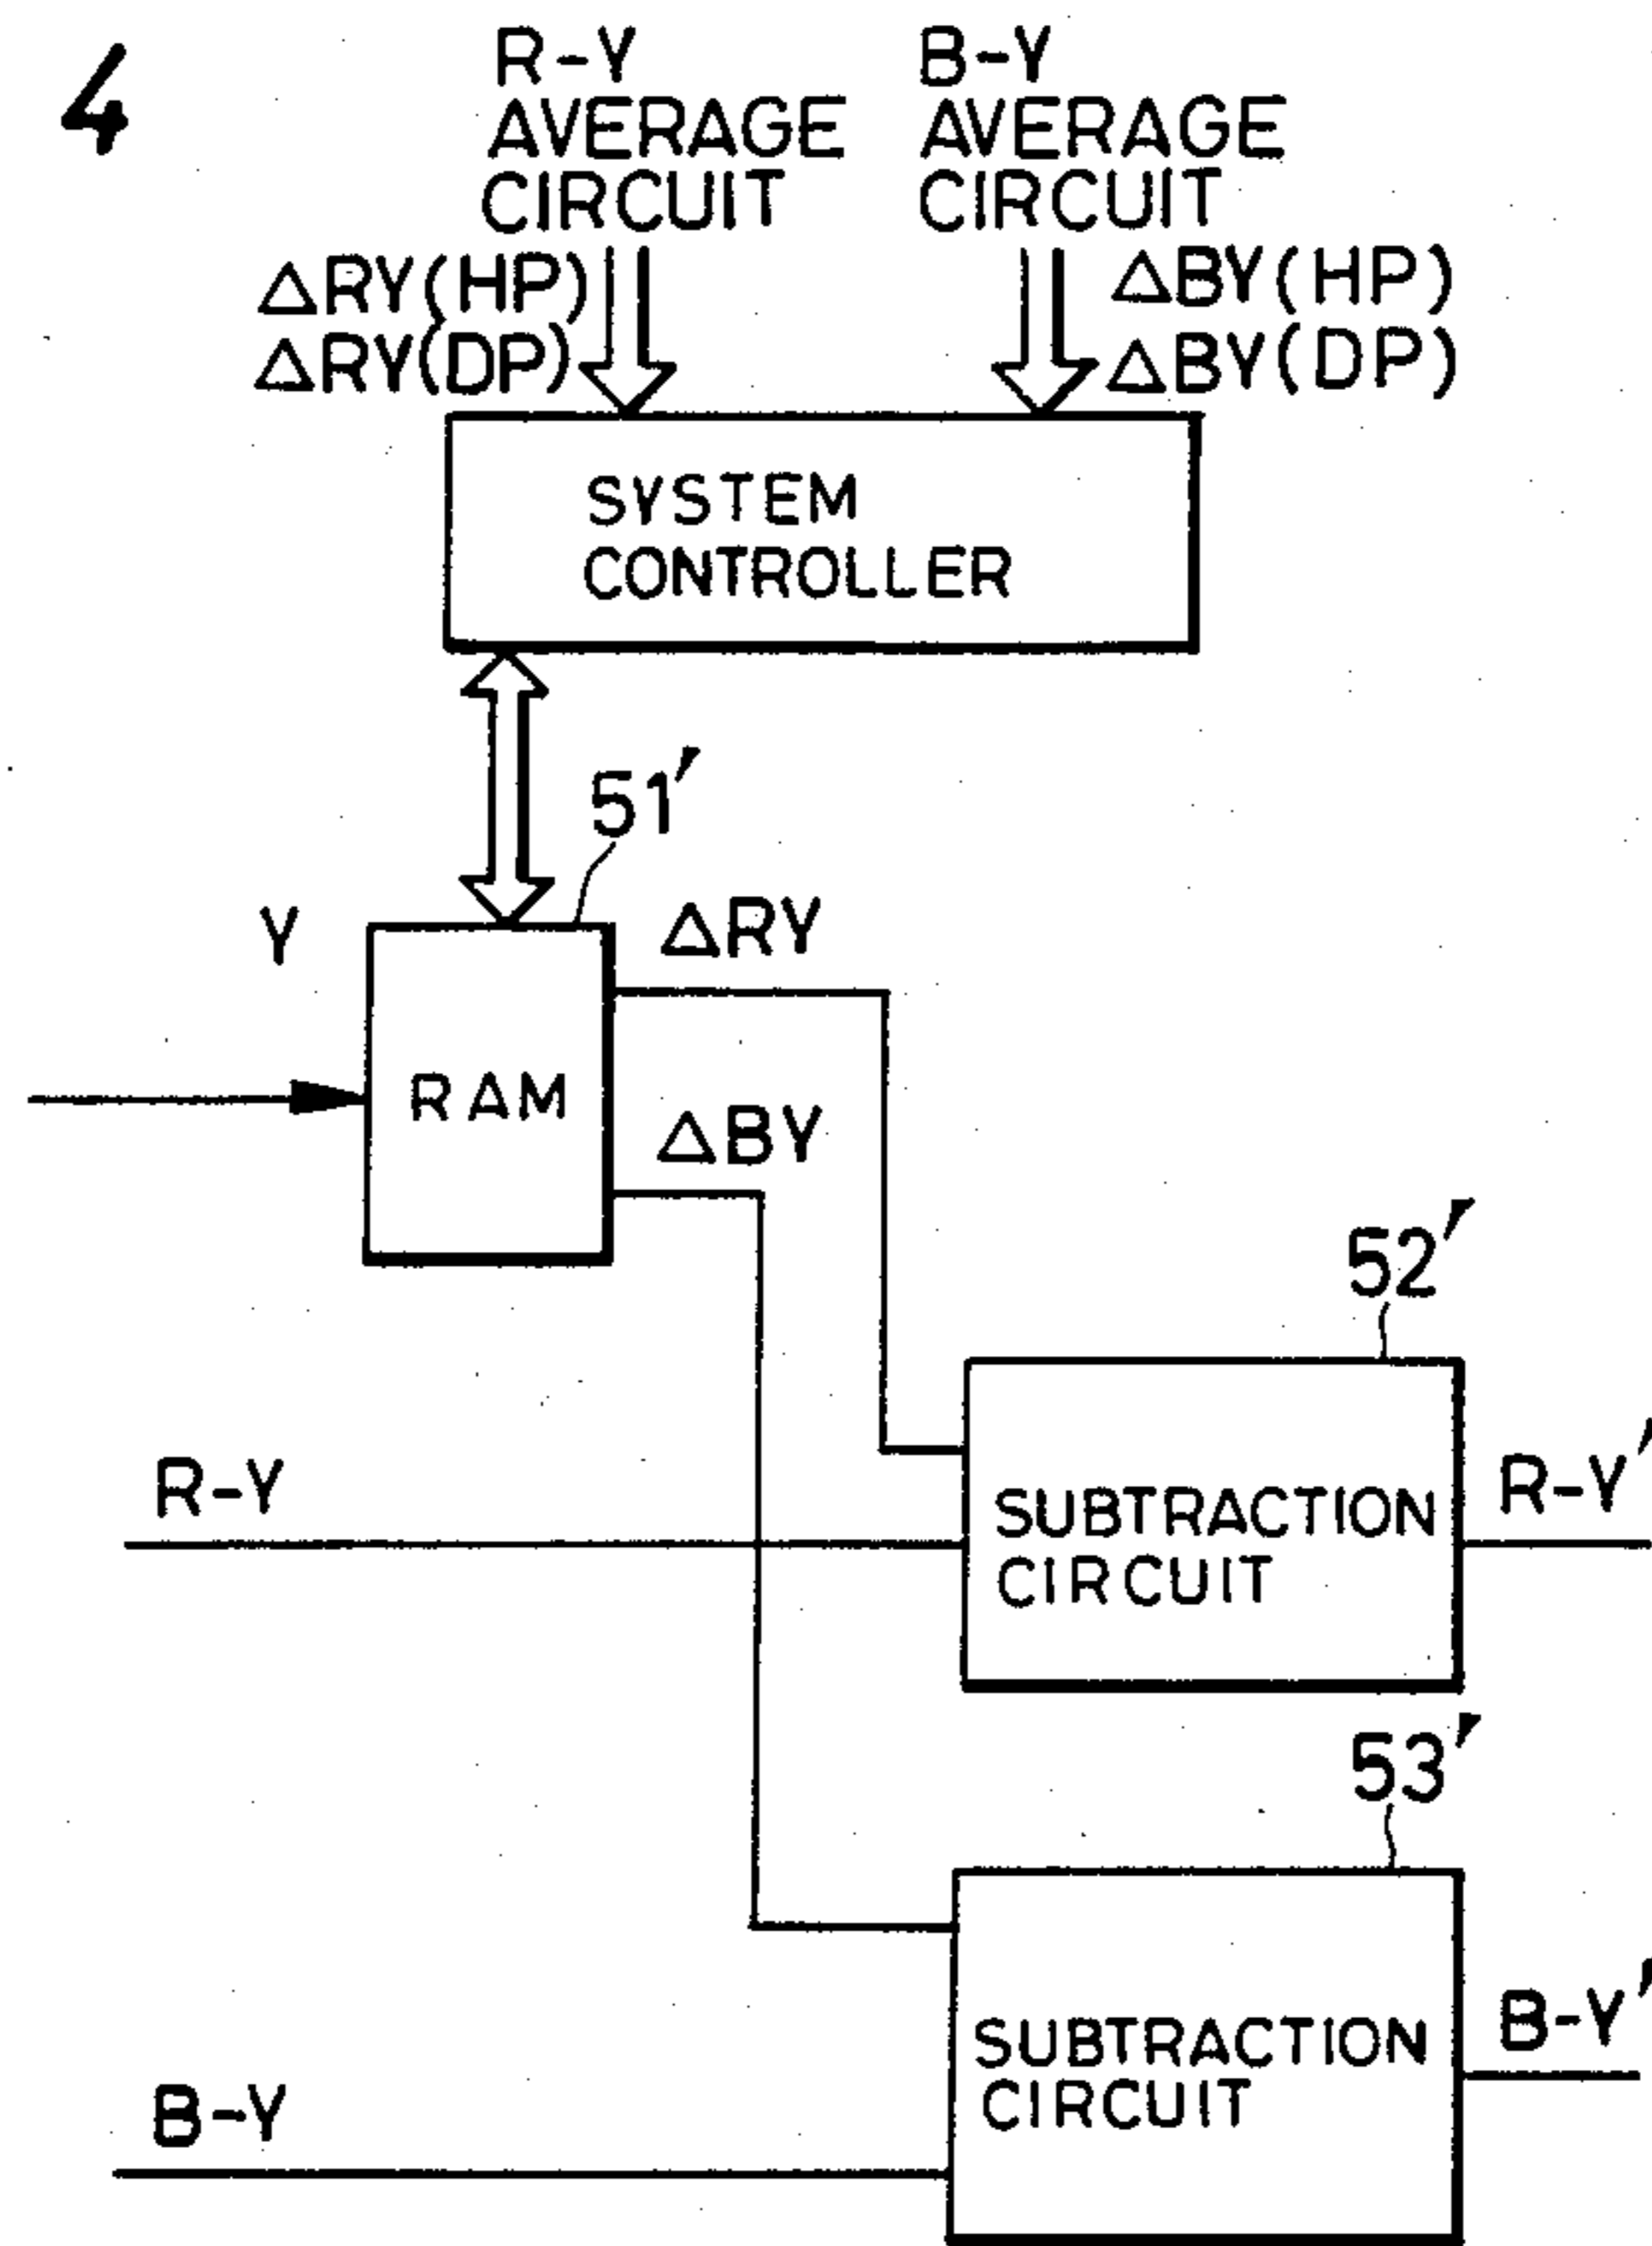 4
R-Y
AVERAGE
CIRCUIT
B-Y
AVERAGE
CIRCUIT
ΔRY(HP)
ΔRY(DP)
ΔBY(HP)
ΔBY(DP)
SYSTEM
CONTROLLER
51'
Y
RAM
ΔRY
ΔBY
52'
R-Y
SUBTRACTION
CIRCUIT
R-Y'
53'
B-Y
SUBTRACTION
CIRCUIT
B-Y'